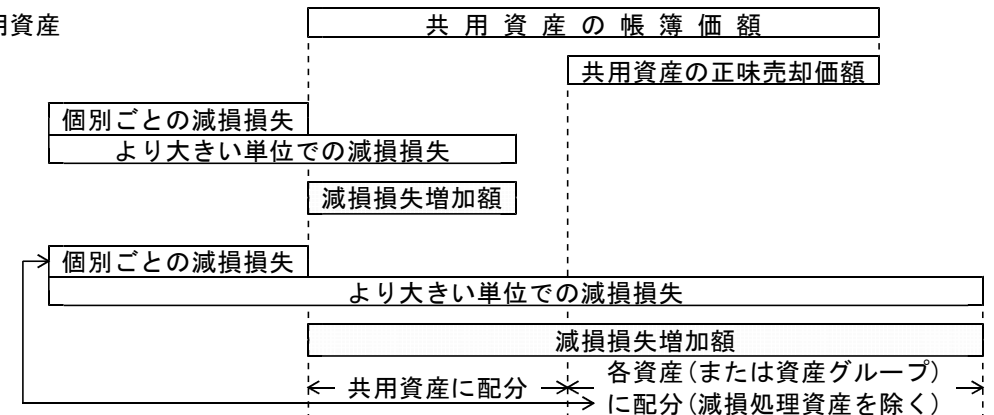 用資産
共用資産の帳簿価額
共用資産の正味売却価額
個別ごとの減損損失
より大きい単位での減損損失
減損損失増加額
個別ごとの減損損失
より大きい単位での減損損失
減損損失増加額
共用資産に配分
各資産(または資産グループ)
に配分(減損処理資産を除く)